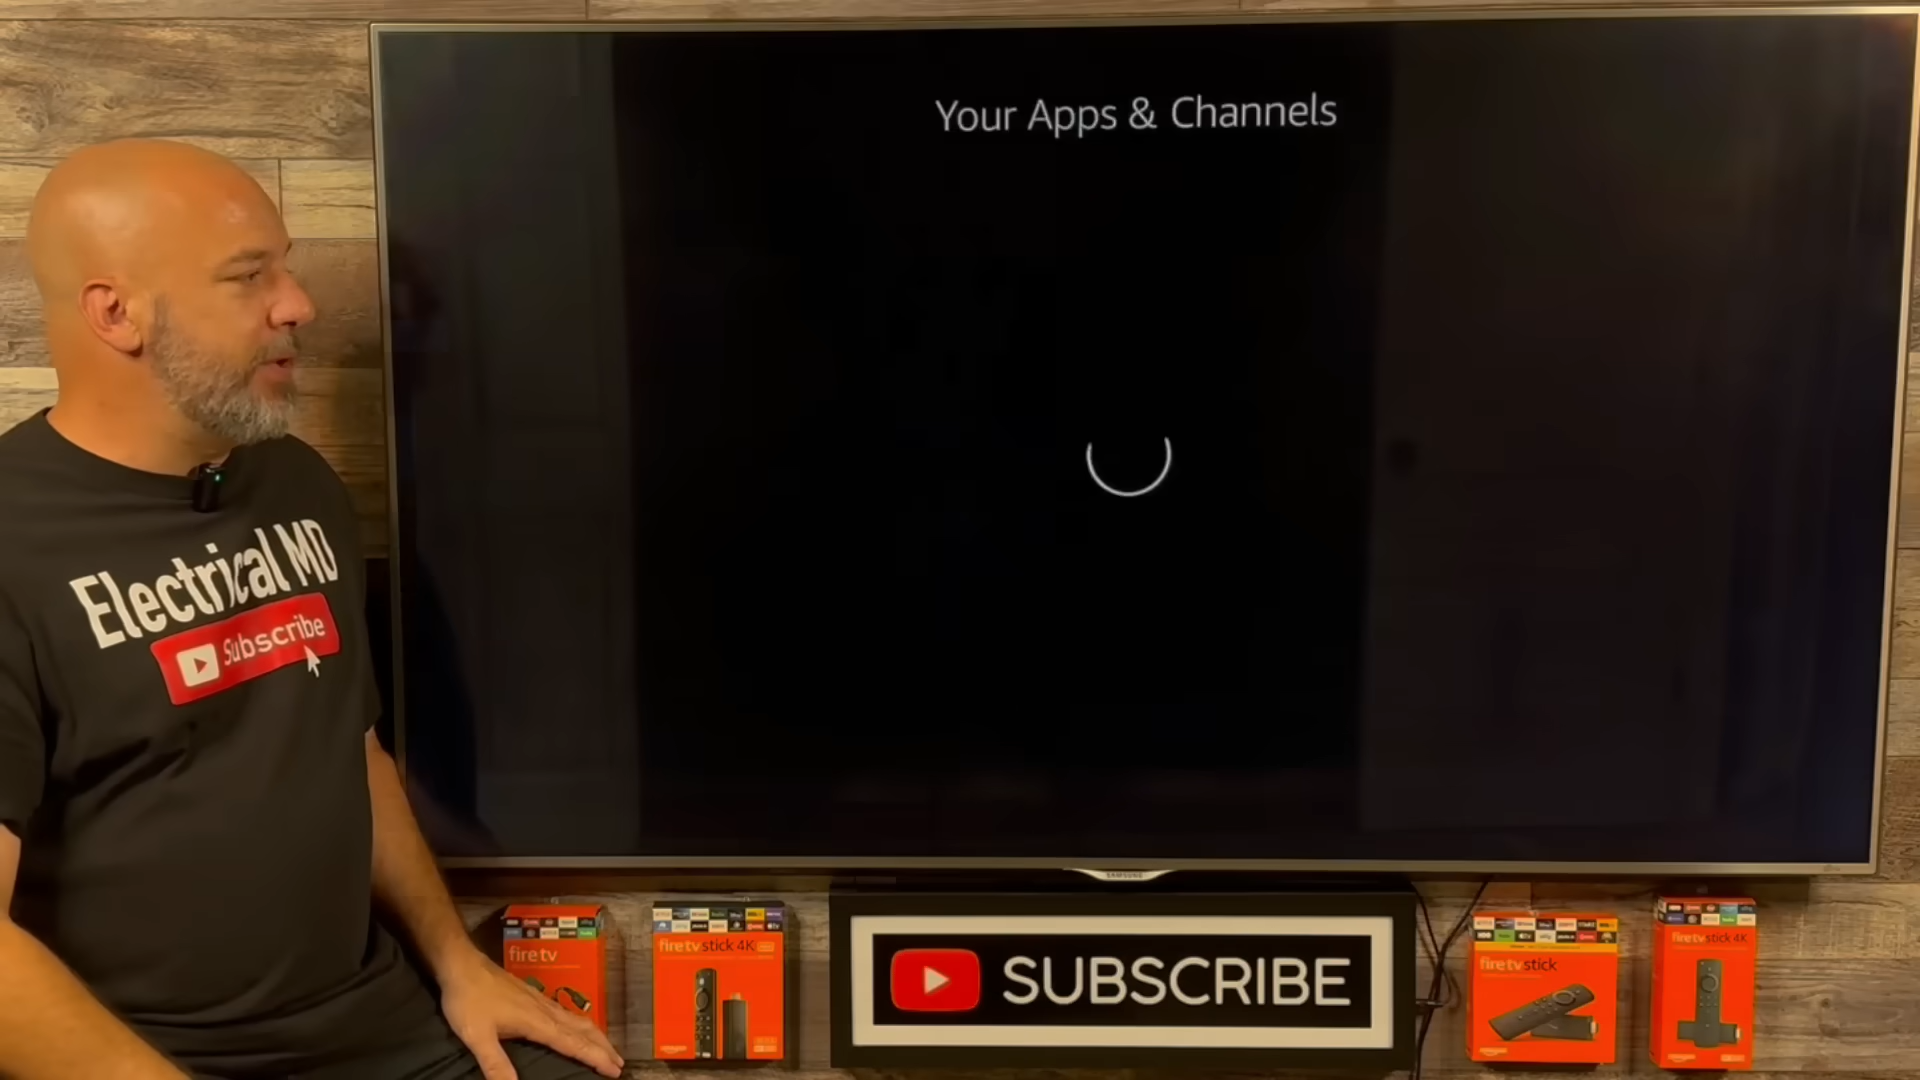 Your Apps & Channels
Electrical MD
Subscribe
SAMSUNG
fire tv
fire tv stick 4K
SUBSCRIBE
fire tv stick
fire tv stick 4K